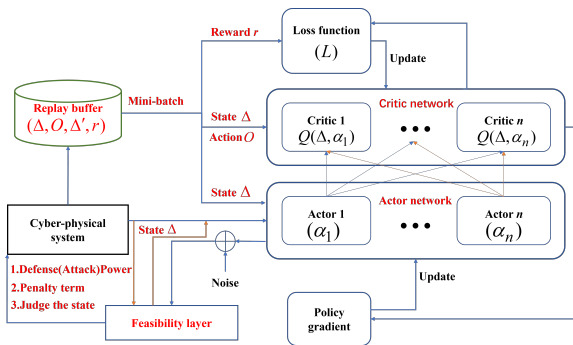 Reward r
Loss function
(L)
Update
Replay buffer
(Δ, O, Δ′, r)
Mini-batch
State Δ
Action O
Critic network
Critic 1
Q(Δ, α₁)
•••
Critic n
Q(Δ, αₙ)
State Δ
Actor network
Actor 1
(α₁)
•••
Actor n
(αₙ)
Cyber-physical
system
State Δ
1.Defense(Attack)Power
2.Penalty term
3.Judge the state
Noise
Feasibility layer
Update
Policy
gradient